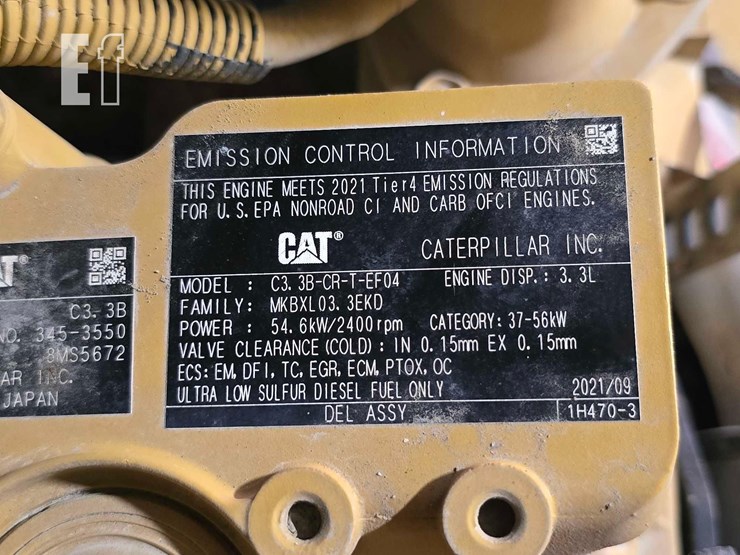 Ef
EMISSION CONTROL INFORMATION
THIS ENGINE MEETS 2021 Tier4 EMISSION REGULATIONS
FOR U.S. EPA NONROAD CI AND CARB OFCI ENGINES.
CAT® CATERPILLAR INC.
MODEL : C3.3B-CR-T-EF04 ENGINE DISP.: 3.3L
FAMILY: MKBXL03.3EKD
POWER : 54.6kW/2400rpm CATEGORY: 37-56kW
VALVE CLEARANCE (COLD) : IN 0.15mm EX 0.15mm
ECS: EM, DFI, TC, EGR, ECM, PTOX, OC
ULTRA LOW SULFUR DIESEL FUEL ONLY 2021/09
DEL ASSY 1H470-3
AT®
C3.3B
NO. 345-3550
8MS5672
AR INC.
JAPAN